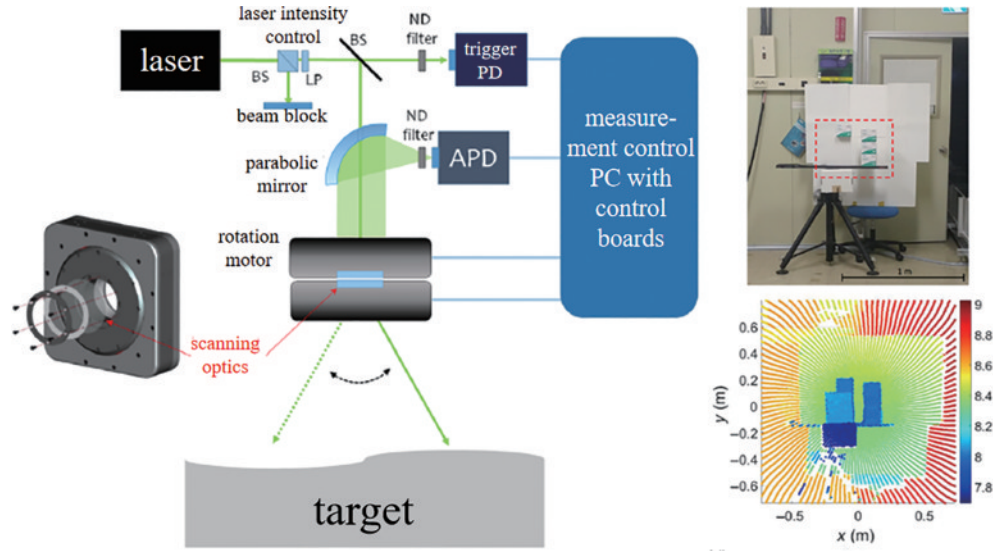 laser intensity
control
laser
BS
LP
beam block
BS
ND
filter
trigger
PD
ND
filter
APD
parabolic
mirror
measure-
ment control
PC with
control
boards
rotation
motor
scanning
optics
target
1 m
y (m)
0.6
0.4
0.2
0
−0.2
−0.4
−0.6
−0.5
0
0.5
x (m)
9
8.8
8.6
8.4
8.2
8
7.8